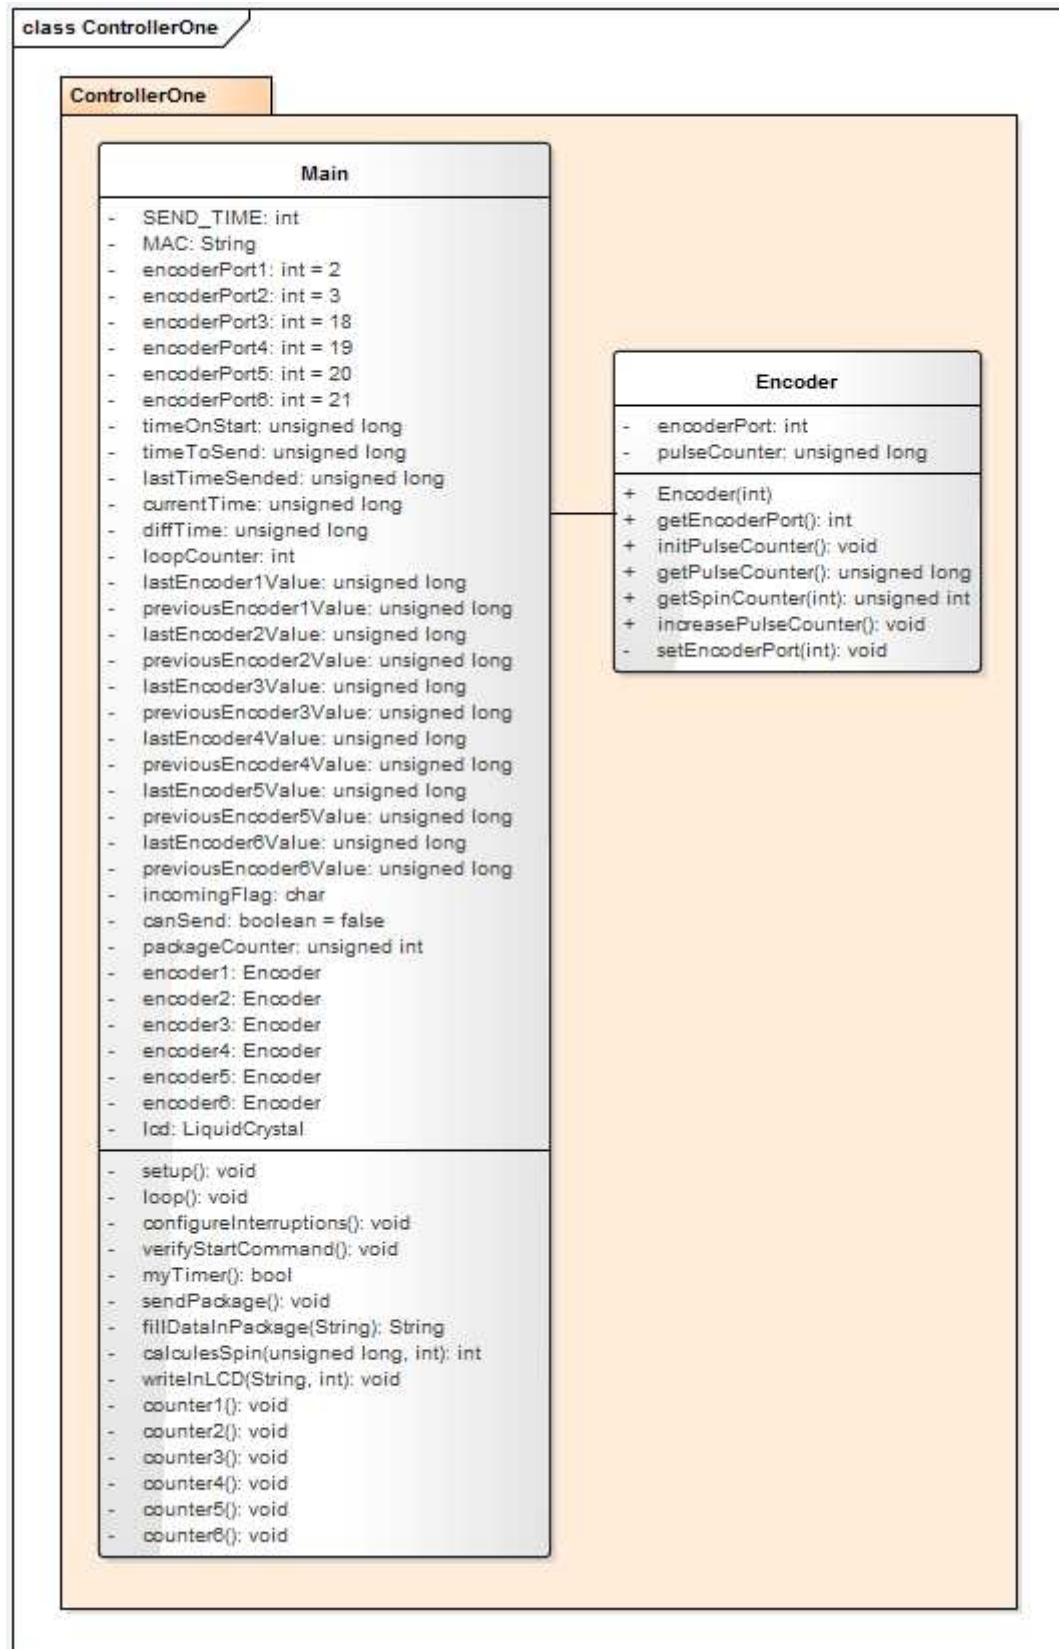 class ControllerOne
ControllerOne
Main
- SEND_TIME: int
- MAC: String
- encoderPort1: int = 2
- encoderPort2: int = 3
- encoderPort3: int = 18
- encoderPort4: int = 19
- encoderPort5: int = 20
- encoderPort6: int = 21
- timeOnStart: unsigned long
- timeToSend: unsigned long
- lastTimeSended: unsigned long
- currentTime: unsigned long
- diffTime: unsigned long
- loopCounter: int
- lastEncoder1Value: unsigned long
- previousEncoder1Value: unsigned long
- lastEncoder2Value: unsigned long
- previousEncoder2Value: unsigned long
- lastEncoder3Value: unsigned long
- previousEncoder3Value: unsigned long
- lastEncoder4Value: unsigned long
- previousEncoder4Value: unsigned long
- lastEncoder5Value: unsigned long
- previousEncoder5Value: unsigned long
- lastEncoder6Value: unsigned long
- previousEncoder6Value: unsigned long
- incomingFlag: char
- canSend: boolean = false
- packageCounter: unsigned int
- encoder1: Encoder
- encoder2: Encoder
- encoder3: Encoder
- encoder4: Encoder
- encoder5: Encoder
- encoder6: Encoder
- lcd: LiquidCrystal
- setup(): void
- loop(): void
- configureInterruptions(): void
- verifyStartCommand(): void
- myTimer(): bool
- sendPackage(): void
- fillDataInPackage(String): String
- calculesSpin(unsigned long, int): int
- writeInLCD(String, int): void
- counter1(): void
- counter2(): void
- counter3(): void
- counter4(): void
- counter5(): void
- counter6(): void
Encoder
- encoderPort: int
- pulseCounter: unsigned long
+ Encoder(int)
+ getEncoderPort(): int
+ initPulseCounter(): void
+ getPulseCounter(): unsigned long
+ getSpinCounter(int): unsigned int
+ increasePulseCounter(): void
- setEncoderPort(int): void